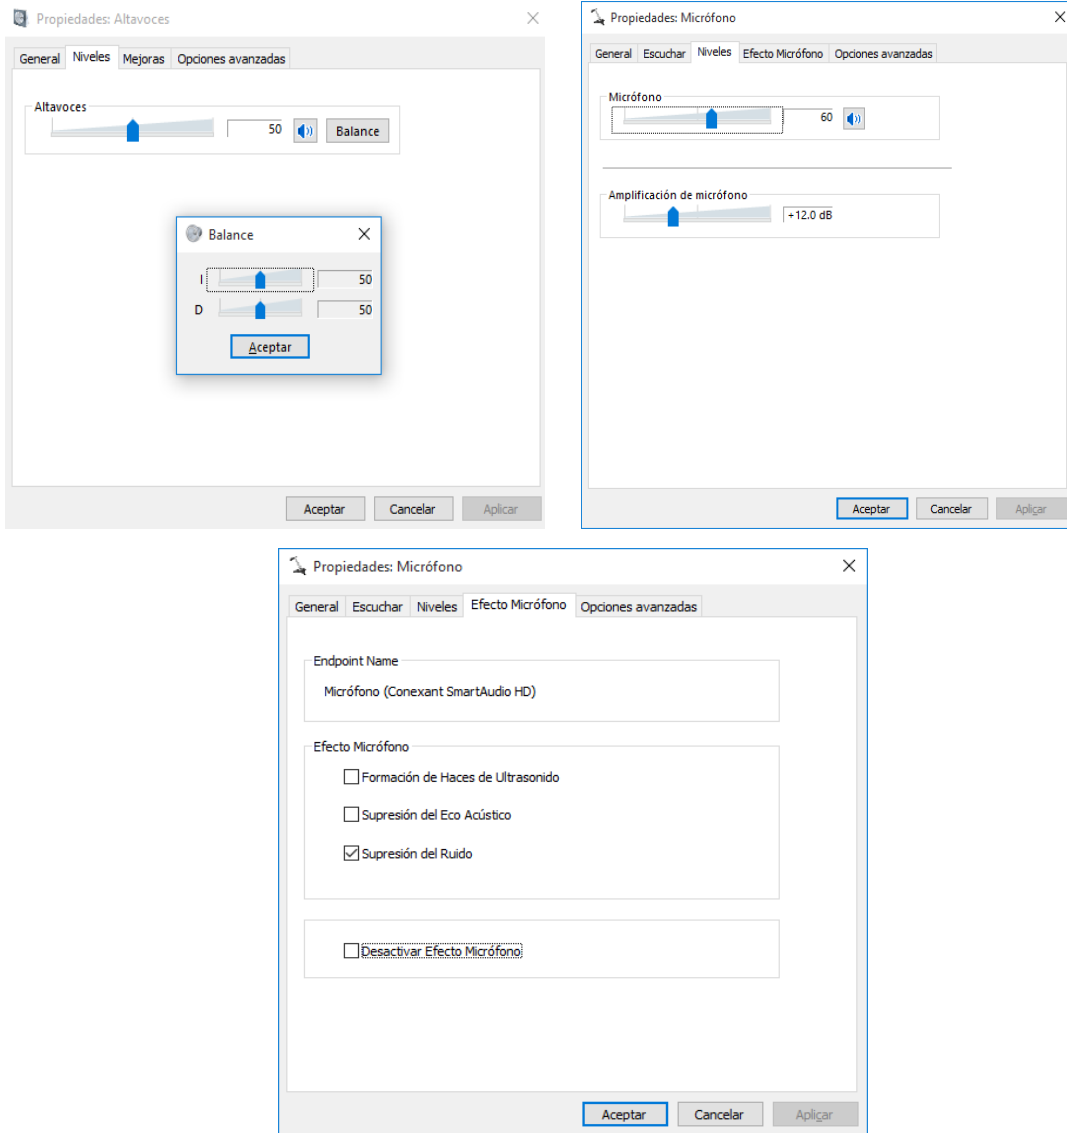 Propiedades: Altavoces
General Niveles Mejoras Opciones avanzadas
Altavoces
50 Balance
Balance
I 50
D 50
Aceptar
Aceptar Cancelar Aplicar
Propiedades: Micrófono
General Escuchar Niveles Efecto Micrófono Opciones avanzadas
Micrófono
60
Amplificación de micrófono
+12.0 dB
Aceptar Cancelar Aplicar
Propiedades: Micrófono
General Escuchar Niveles Efecto Micrófono Opciones avanzadas
Endpoint Name
Micrófono (Conexant SmartAudio HD)
Efecto Micrófono
Formación de Haces de Ultrasonido
Supresión del Eco Acústico
Supresión del Ruido
Desactivar Efecto Micrófono
Aceptar Cancelar Aplicar